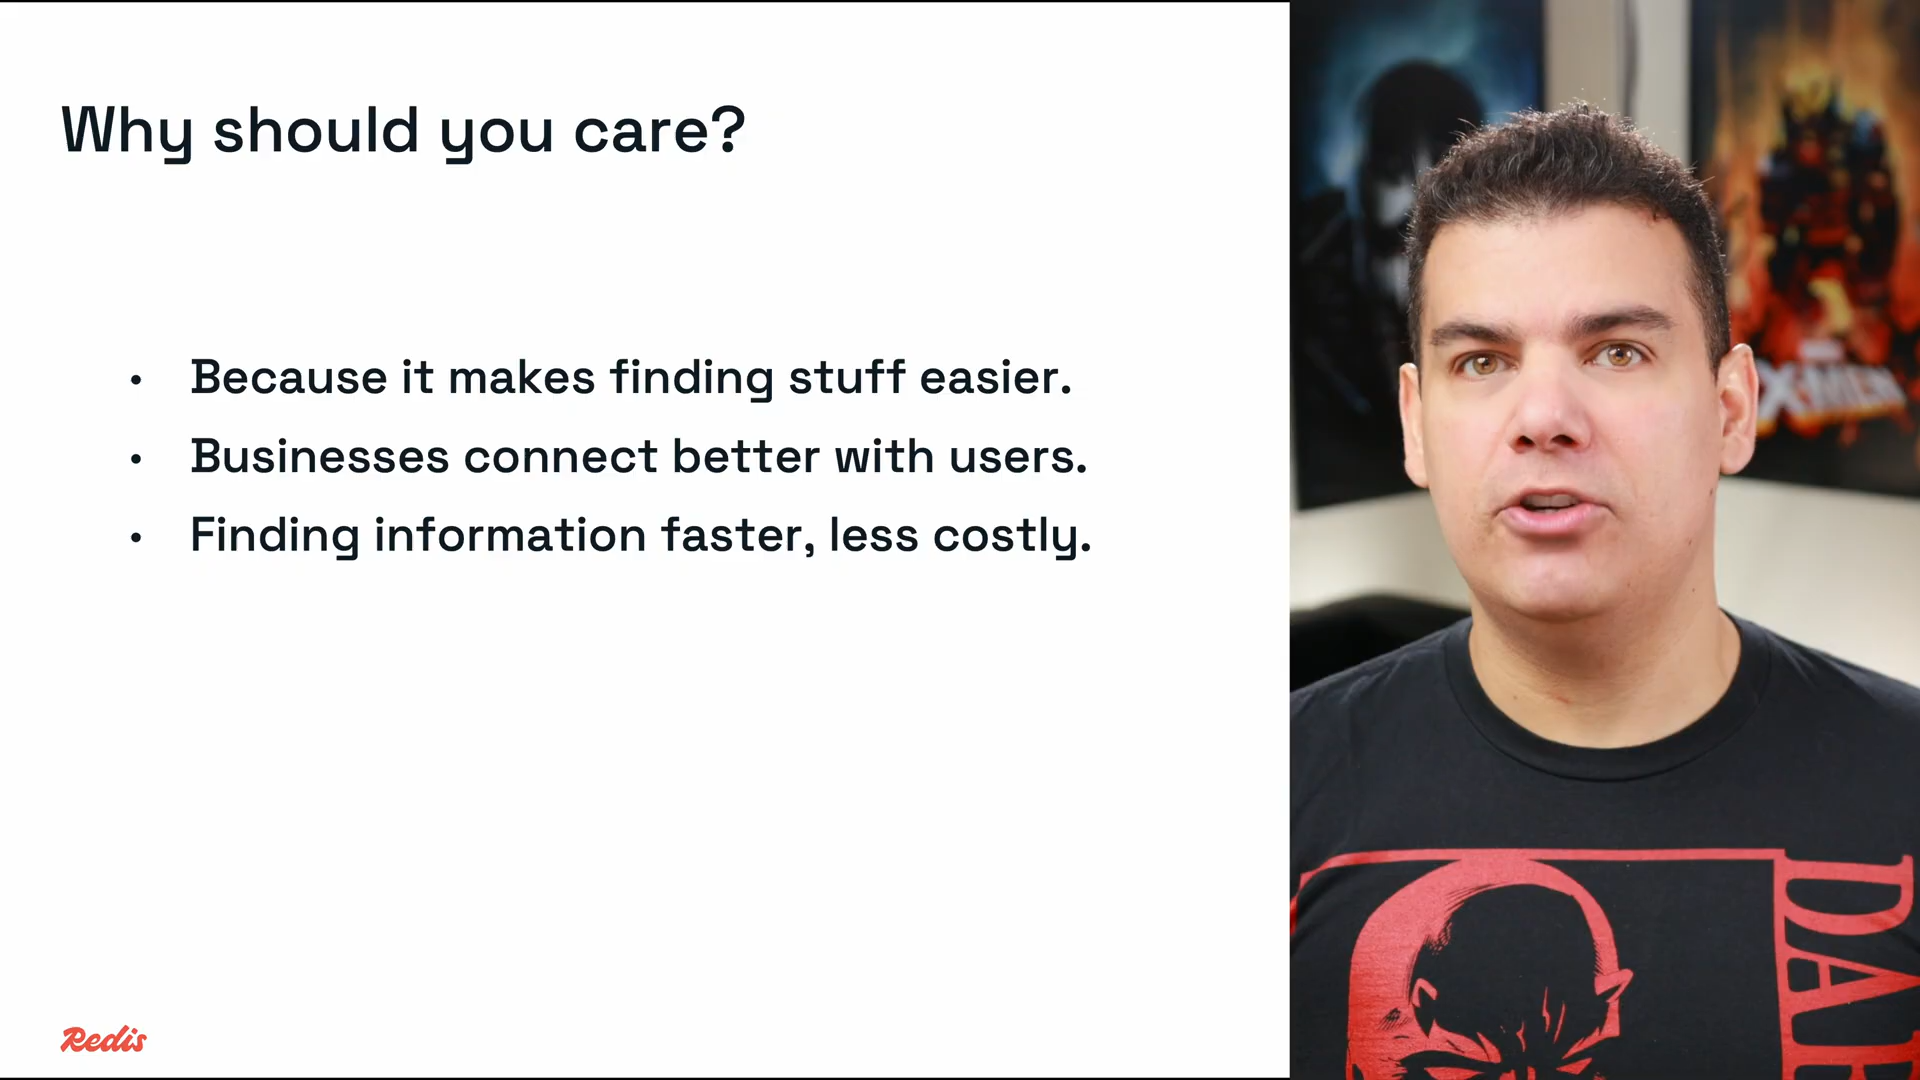 Why should you care?
• Because it makes finding stuff easier.
• Businesses connect better with users.
• Finding information faster, less costly.
Redis
X-MEN